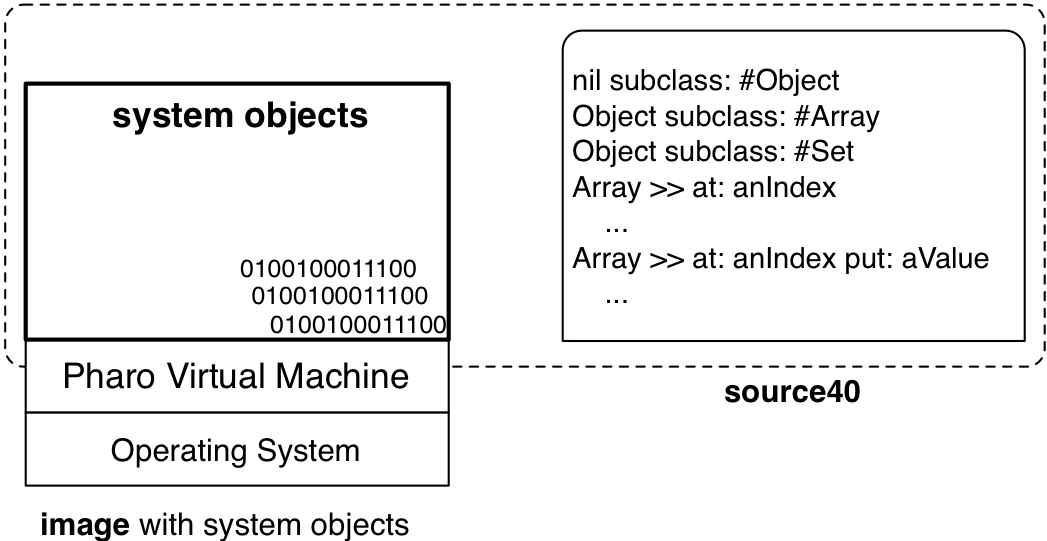 system objects
0100100011100
0100100011100
0100100011100
Pharo Virtual Machine
Operating System
image with system objects
nil subclass: #Object
Object subclass: #Array
Object subclass: #Set
Array >> at: anIndex
...
Array >> at: anIndex put: aValue
...
source40